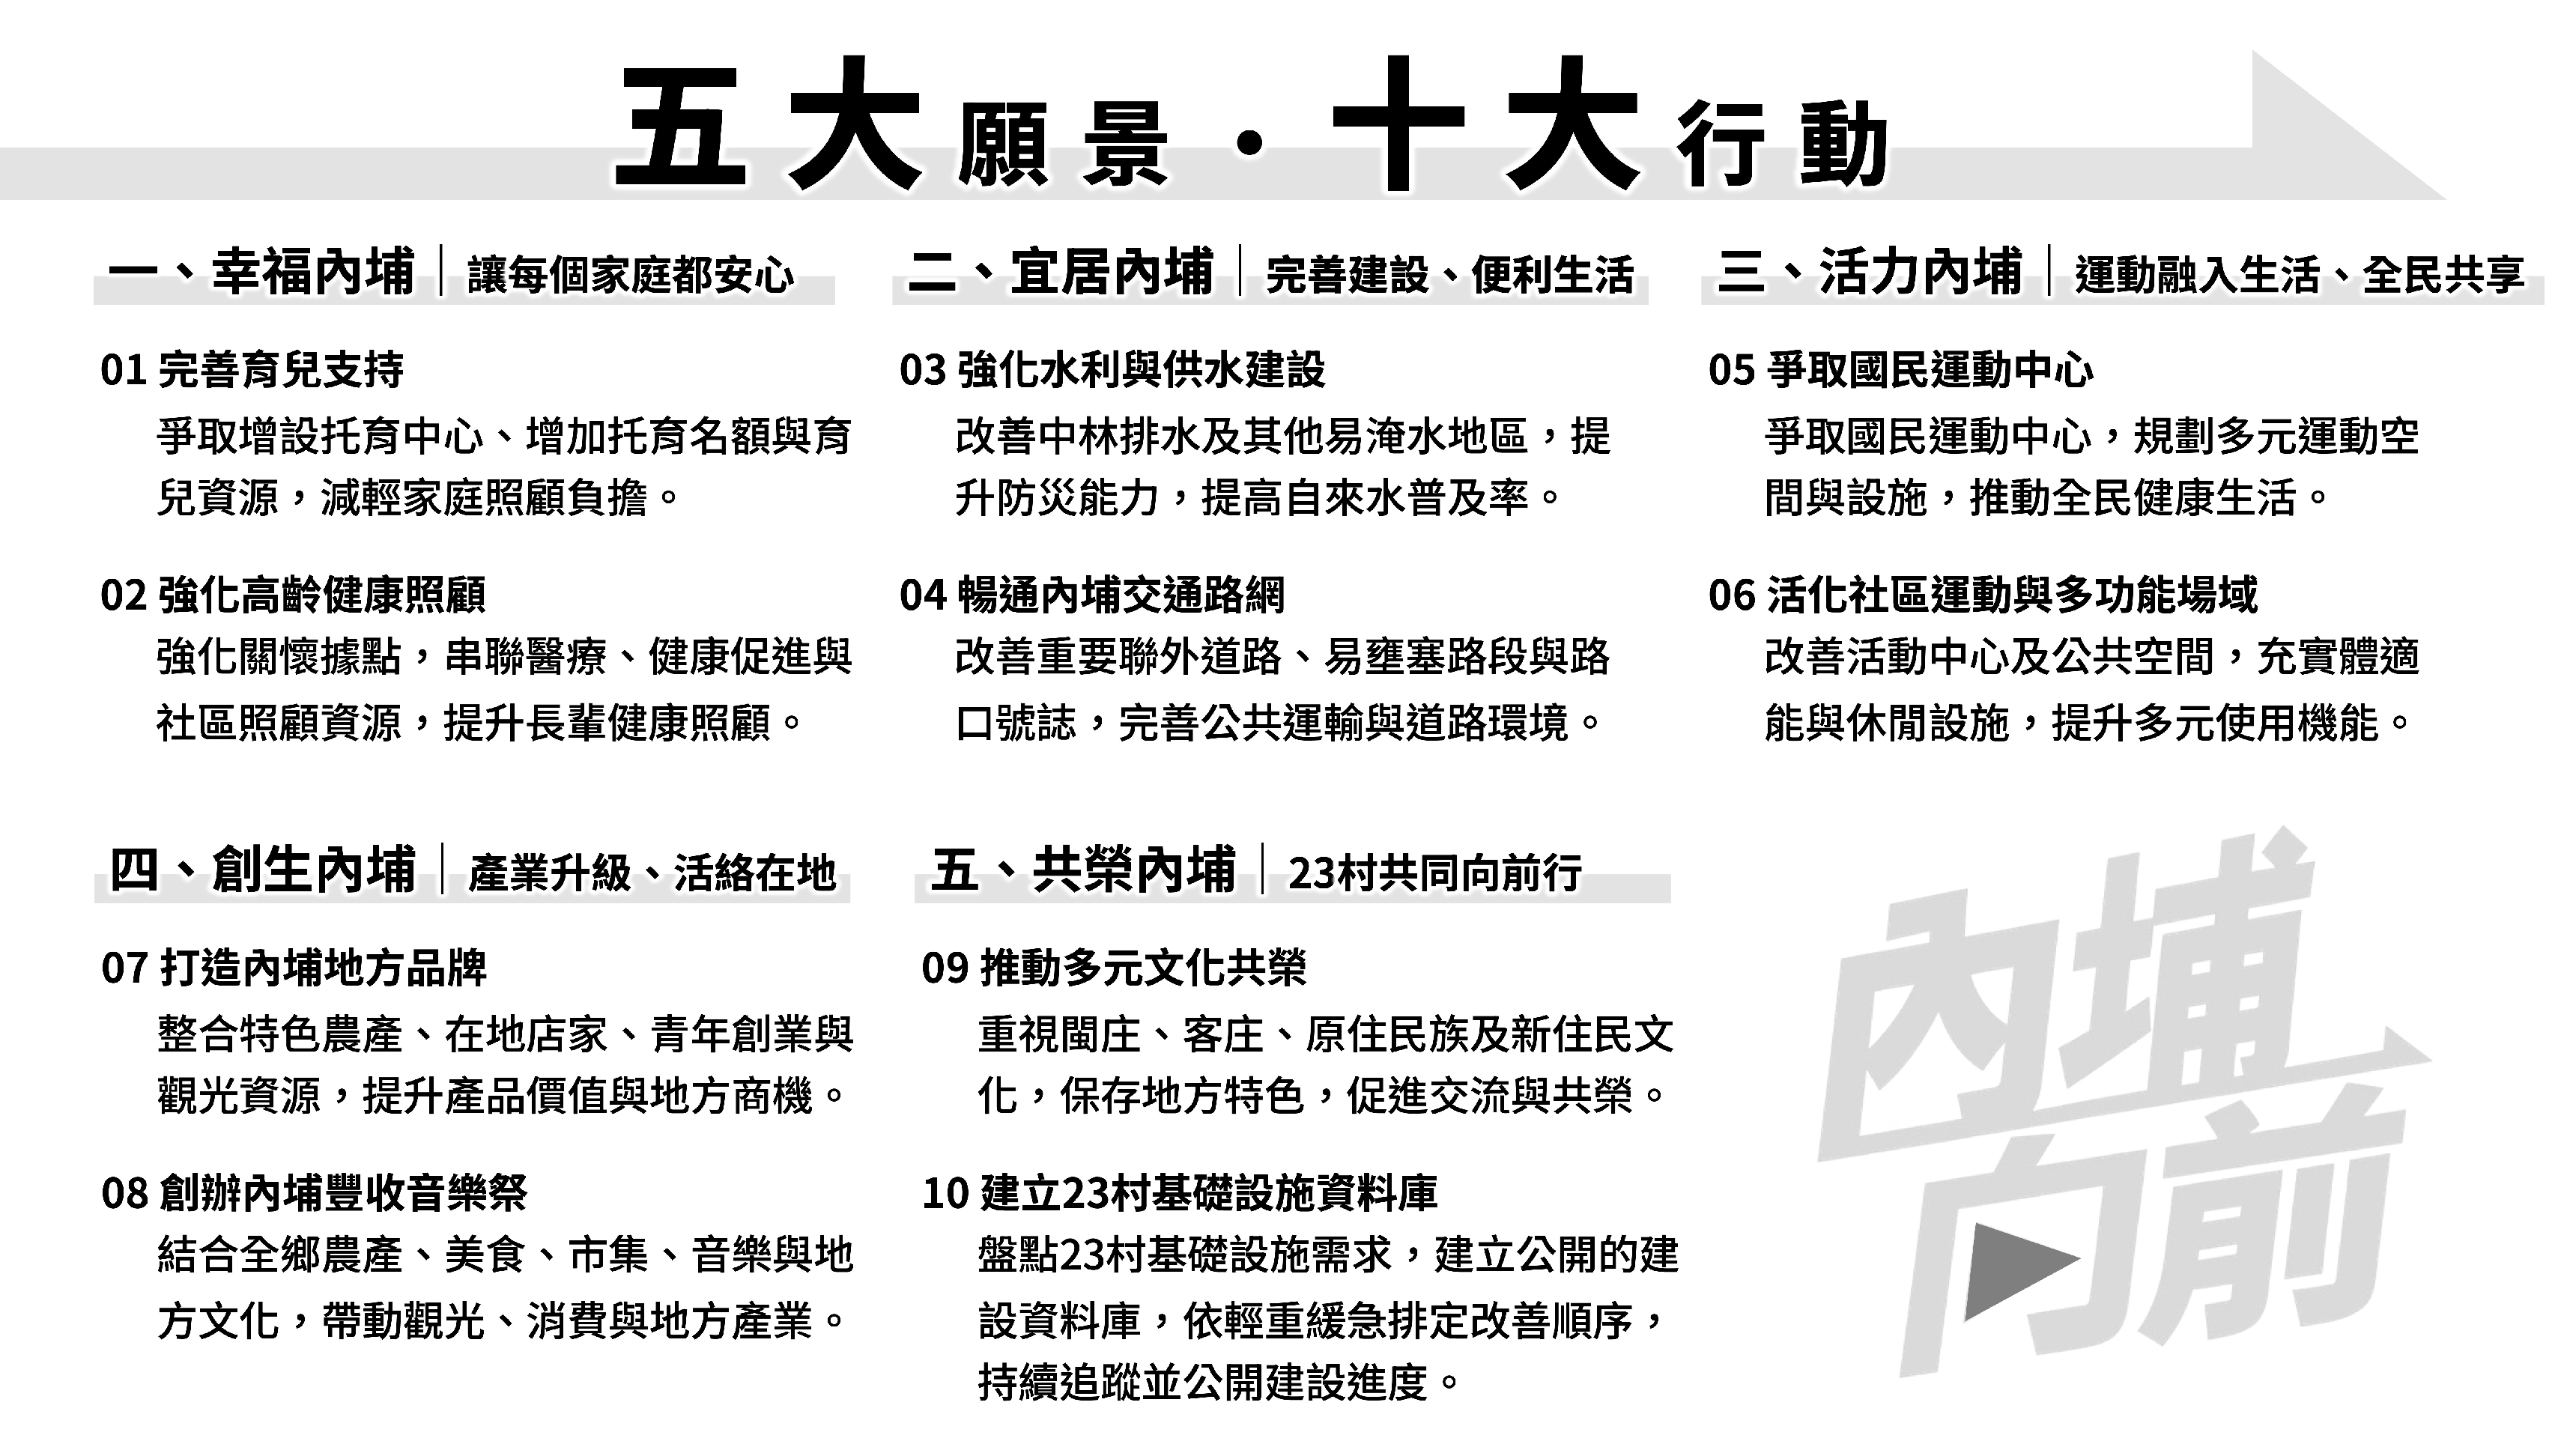 五大願景・十大行動
一、幸福內埔｜讓每個家庭都安心
01 完善育兒支持
爭取增設托育中心、增加托育名額與育
兒資源，減輕家庭照顧負擔。
02 強化高齡健康照顧
強化關懷據點，串聯醫療、健康促進與
社區照顧資源，提升長輩健康照顧。
二、宜居內埔｜完善建設、便利生活
03 強化水利與供水建設
改善中林排水及其他易淹水地區，提
升防災能力，提高自來水普及率。
04 暢通內埔交通路網
改善重要聯外道路、易壅塞路段與路
口號誌，完善公共運輸與道路環境。
三、活力內埔｜運動融入生活、全民共享
05 爭取國民運動中心
爭取國民運動中心，規劃多元運動空
間與設施，推動全民健康生活。
06 活化社區運動與多功能場域
改善活動中心及公共空間，充實體適
能與休閒設施，提升多元使用機能。
四、創生內埔｜產業升級、活絡在地
07 打造內埔地方品牌
整合特色農產、在地店家、青年創業與
觀光資源，提升產品價值與地方商機。
08 創辦內埔豐收音樂祭
結合全鄉農產、美食、市集、音樂與地
方文化，帶動觀光、消費與地方產業。
五、共榮內埔｜23村共同向前行
09 推動多元文化共榮
重視閩庄、客庄、原住民族及新住民文
化，保存地方特色，促進交流與共榮。
10 建立23村基礎設施資料庫
盤點23村基礎設施需求，建立公開的建
設資料庫，依輕重緩急排定改善順序，
持續追蹤並公開建設進度。
內埔
向前